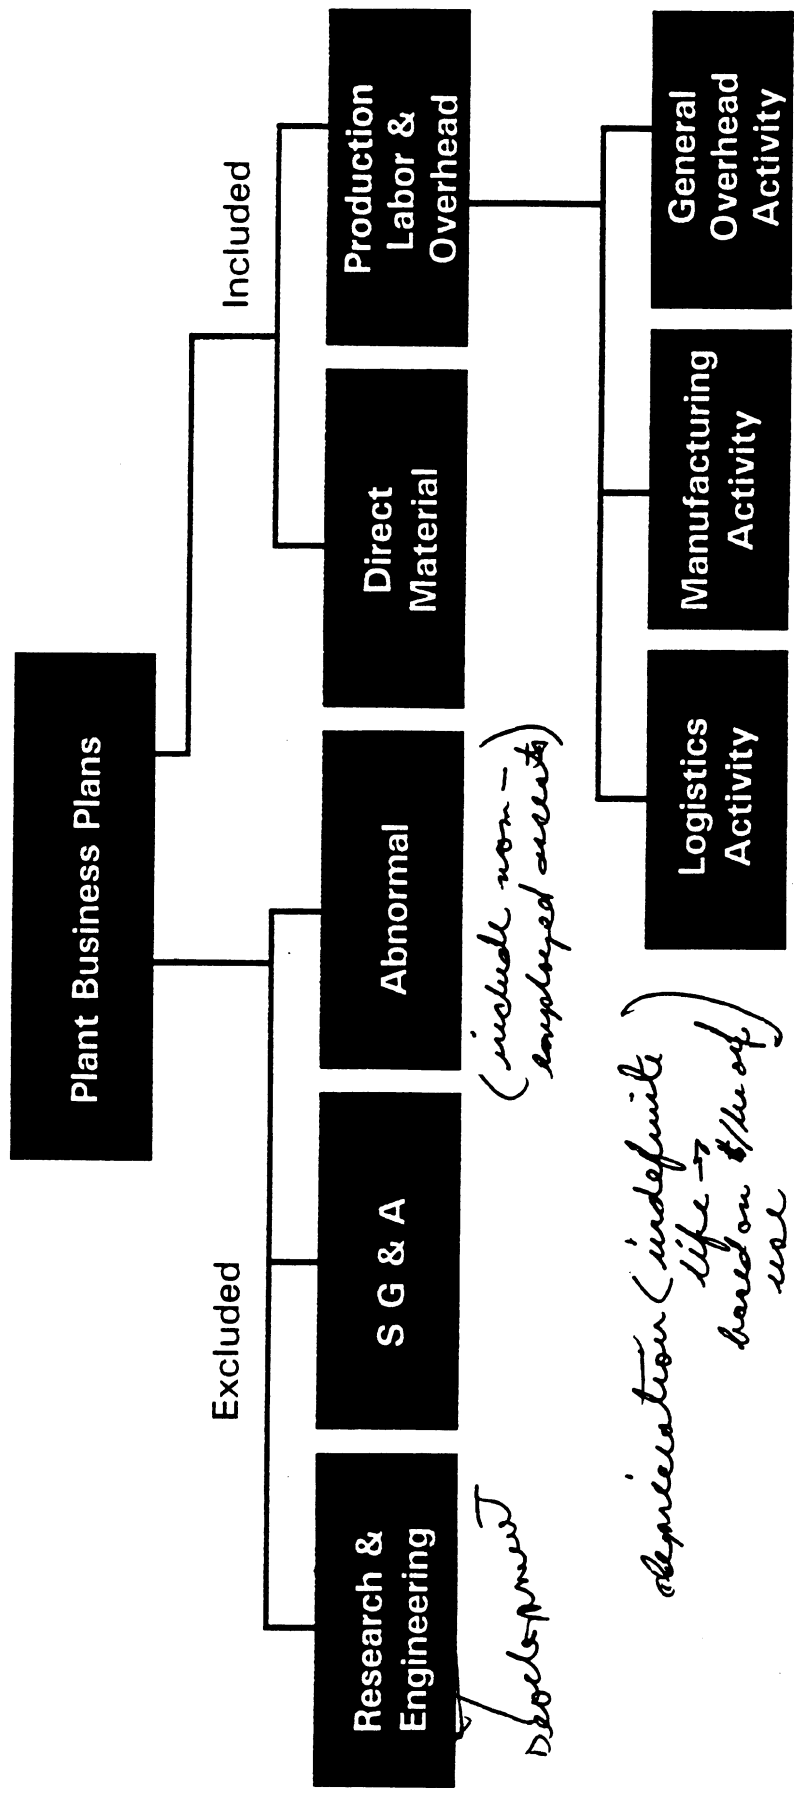 Plant Business Plans
Excluded
Included
Research &
Engineering
S G & A
Abnormal
Direct
Material
Production
Labor &
Overhead
Development
(include non-
employed assets)
Logistics
Activity
Manufacturing
Activity
General
Overhead
Activity
depreciation (indefinite
life →
based on $/hr of
use)